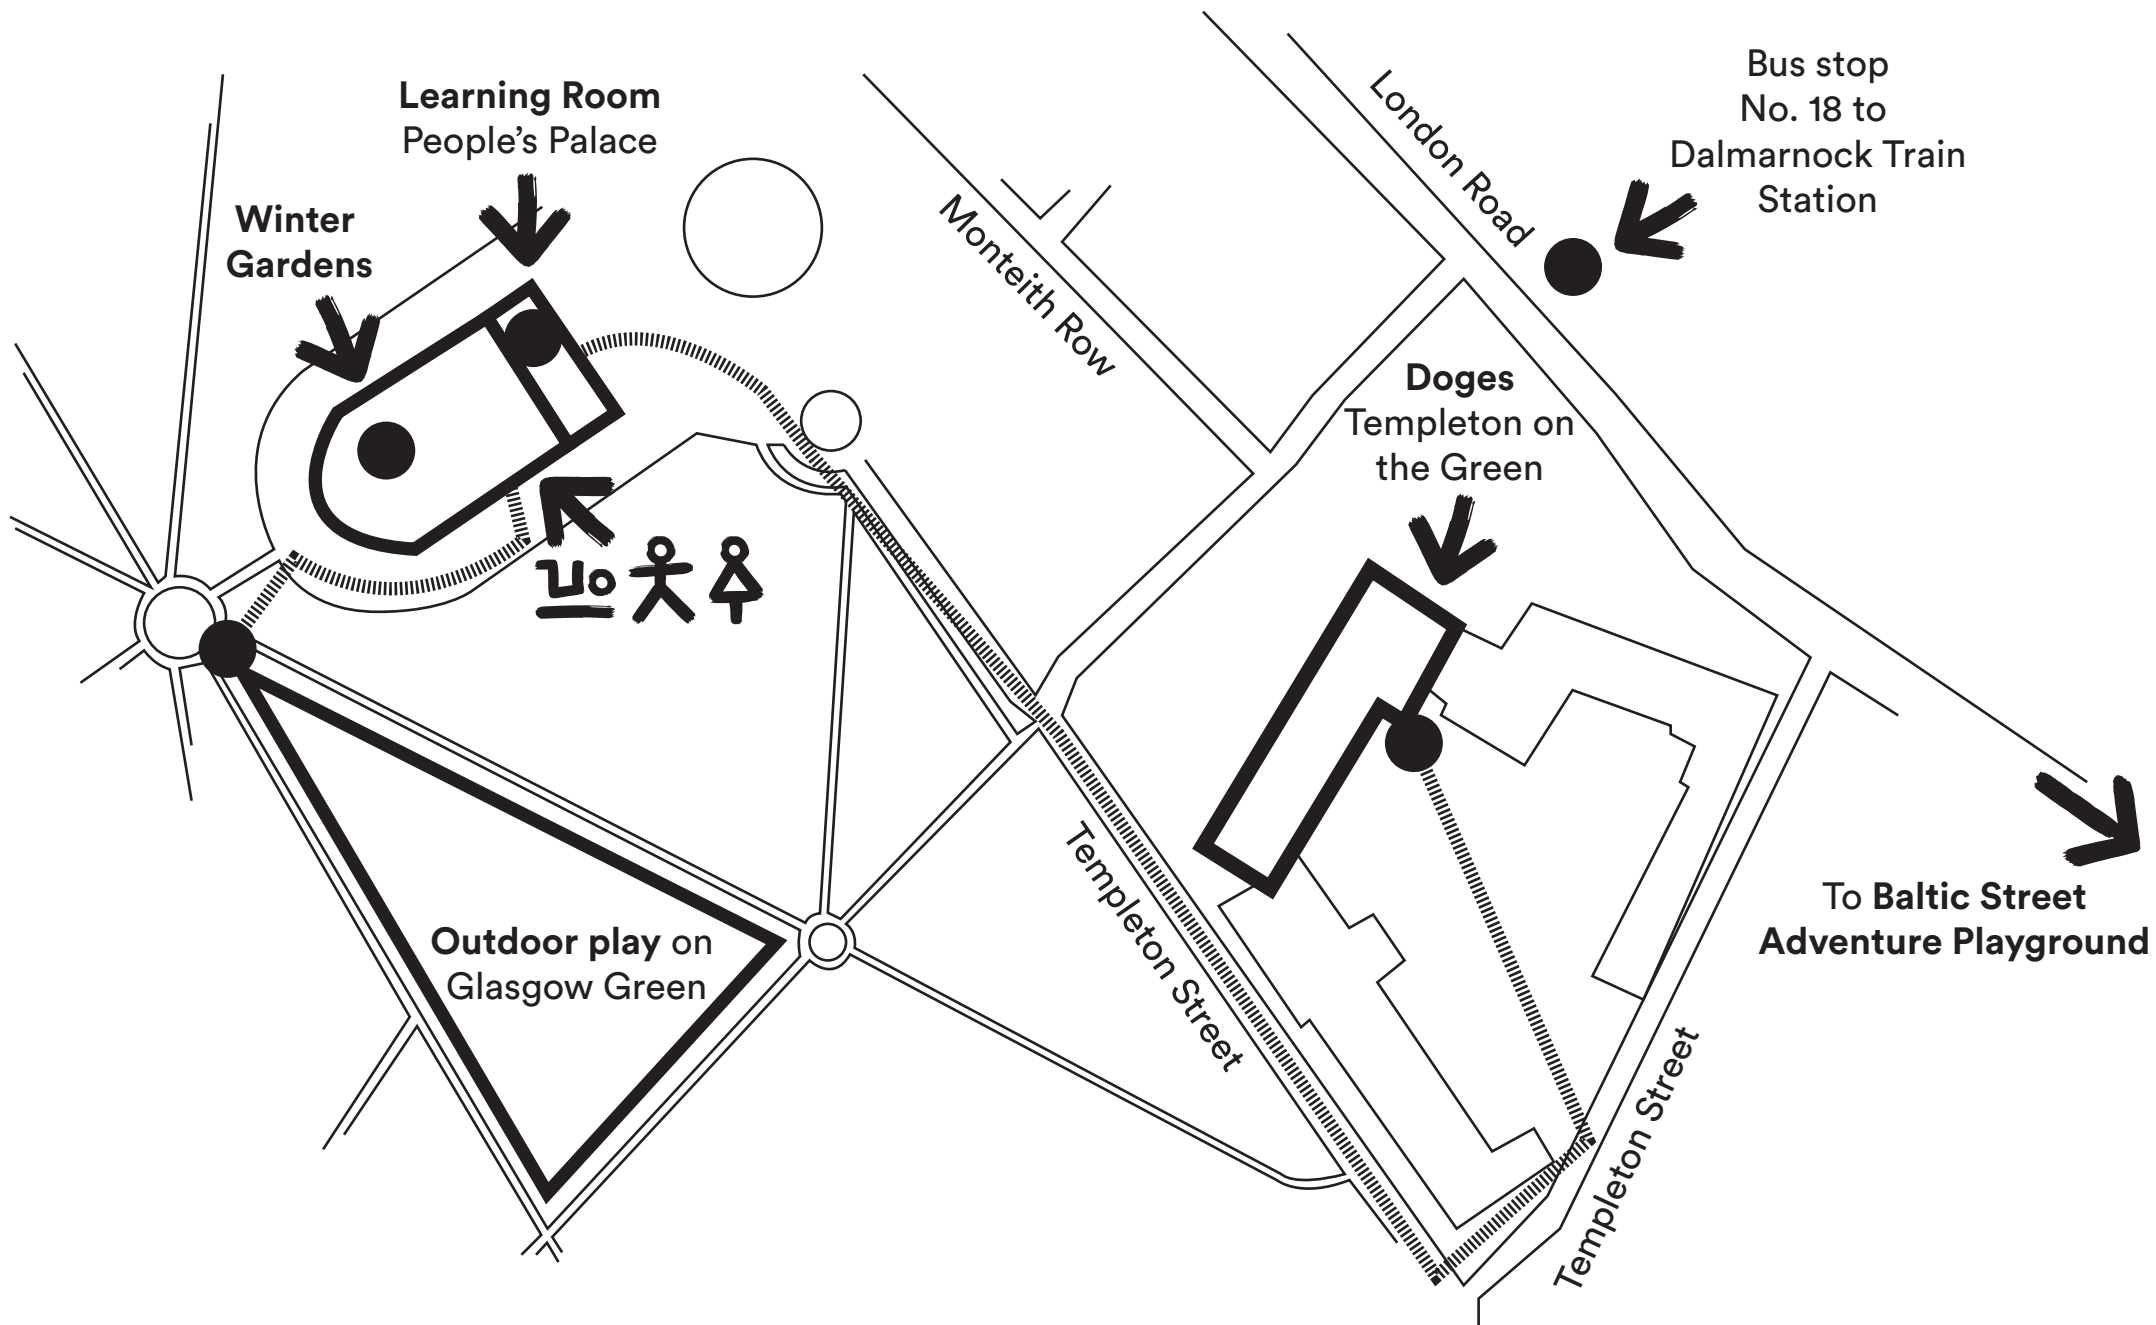 Learning Room
People's Palace
Winter
Gardens
Monteith Row
London Road
Bus stop
No. 18 to
Dalmarnock Train
Station
Doges
Templeton on
the Green
Templeton Street
Outdoor play on
Glasgow Green
To Baltic Street
Adventure Playground
Templeton Street